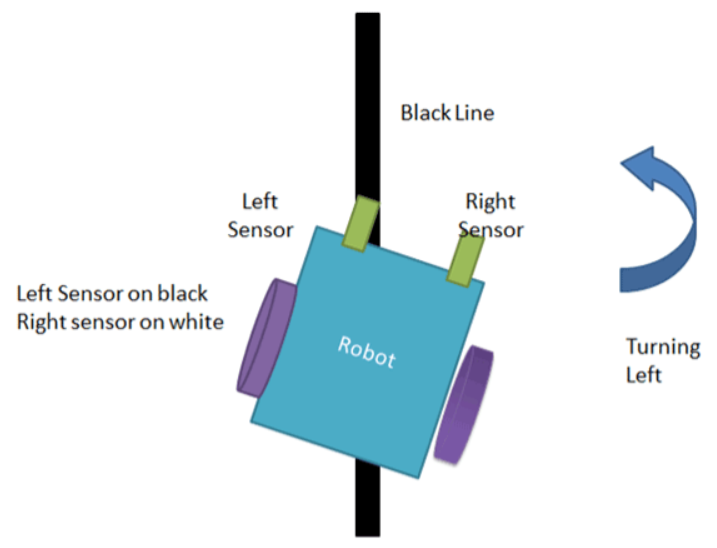 Black Line
Left
Sensor
Right
Sensor
Left Sensor on black
Right sensor on white
Robot
Turning
Left